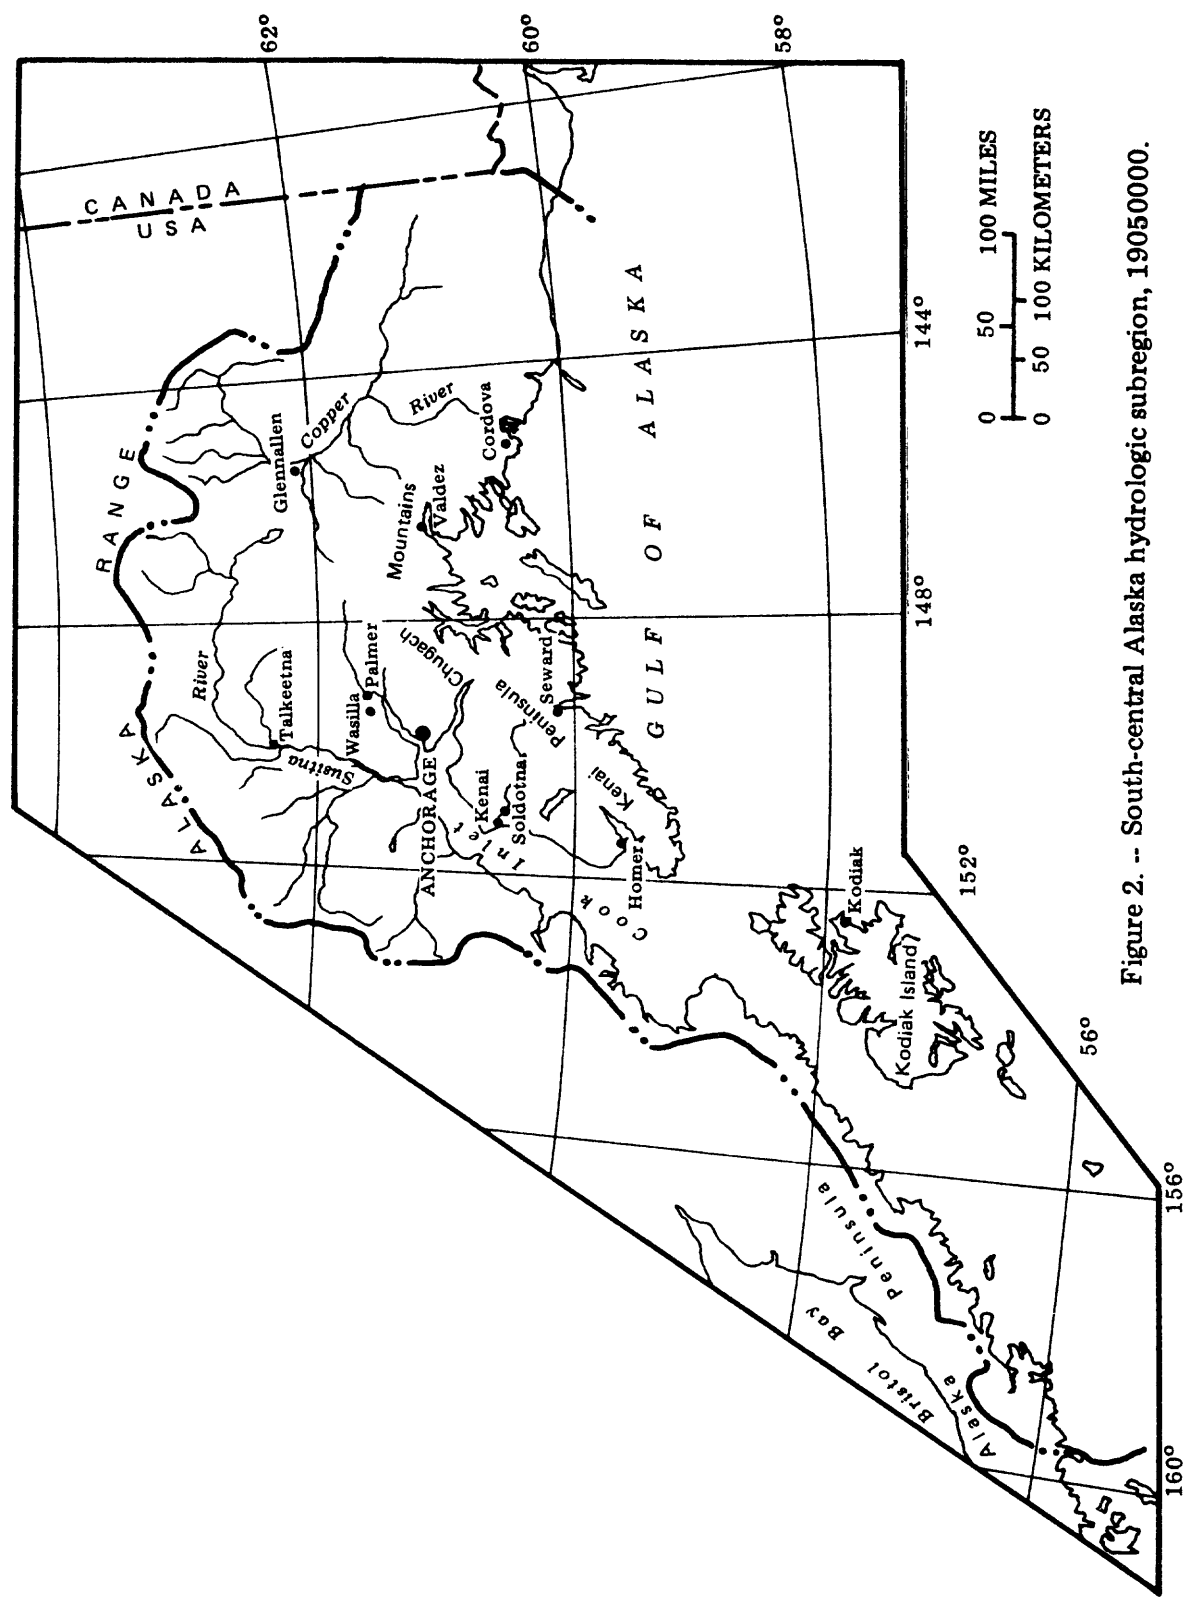 ALASKA RANGE
CANADA
USA
62°
60°
58°
River
Talkeetna
Susitna
Wasilla
Palmer
Glennallen
Copper
River
Chugach
Mountains
Valdez
Cordova
ANCHORAGE
Kenai
Soldotna
Kenai
Peninsula
Seward
Homer
Cook Inlet
GULF OF ALASKA
Kodiak
Kodiak Island
Bristol Bay
Alaska Peninsula
160°
156°
56°
152°
148°
144°
0 50 100 MILES
0 50 100 KILOMETERS
Figure 2. -- South-central Alaska hydrologic subregion, 19050000.